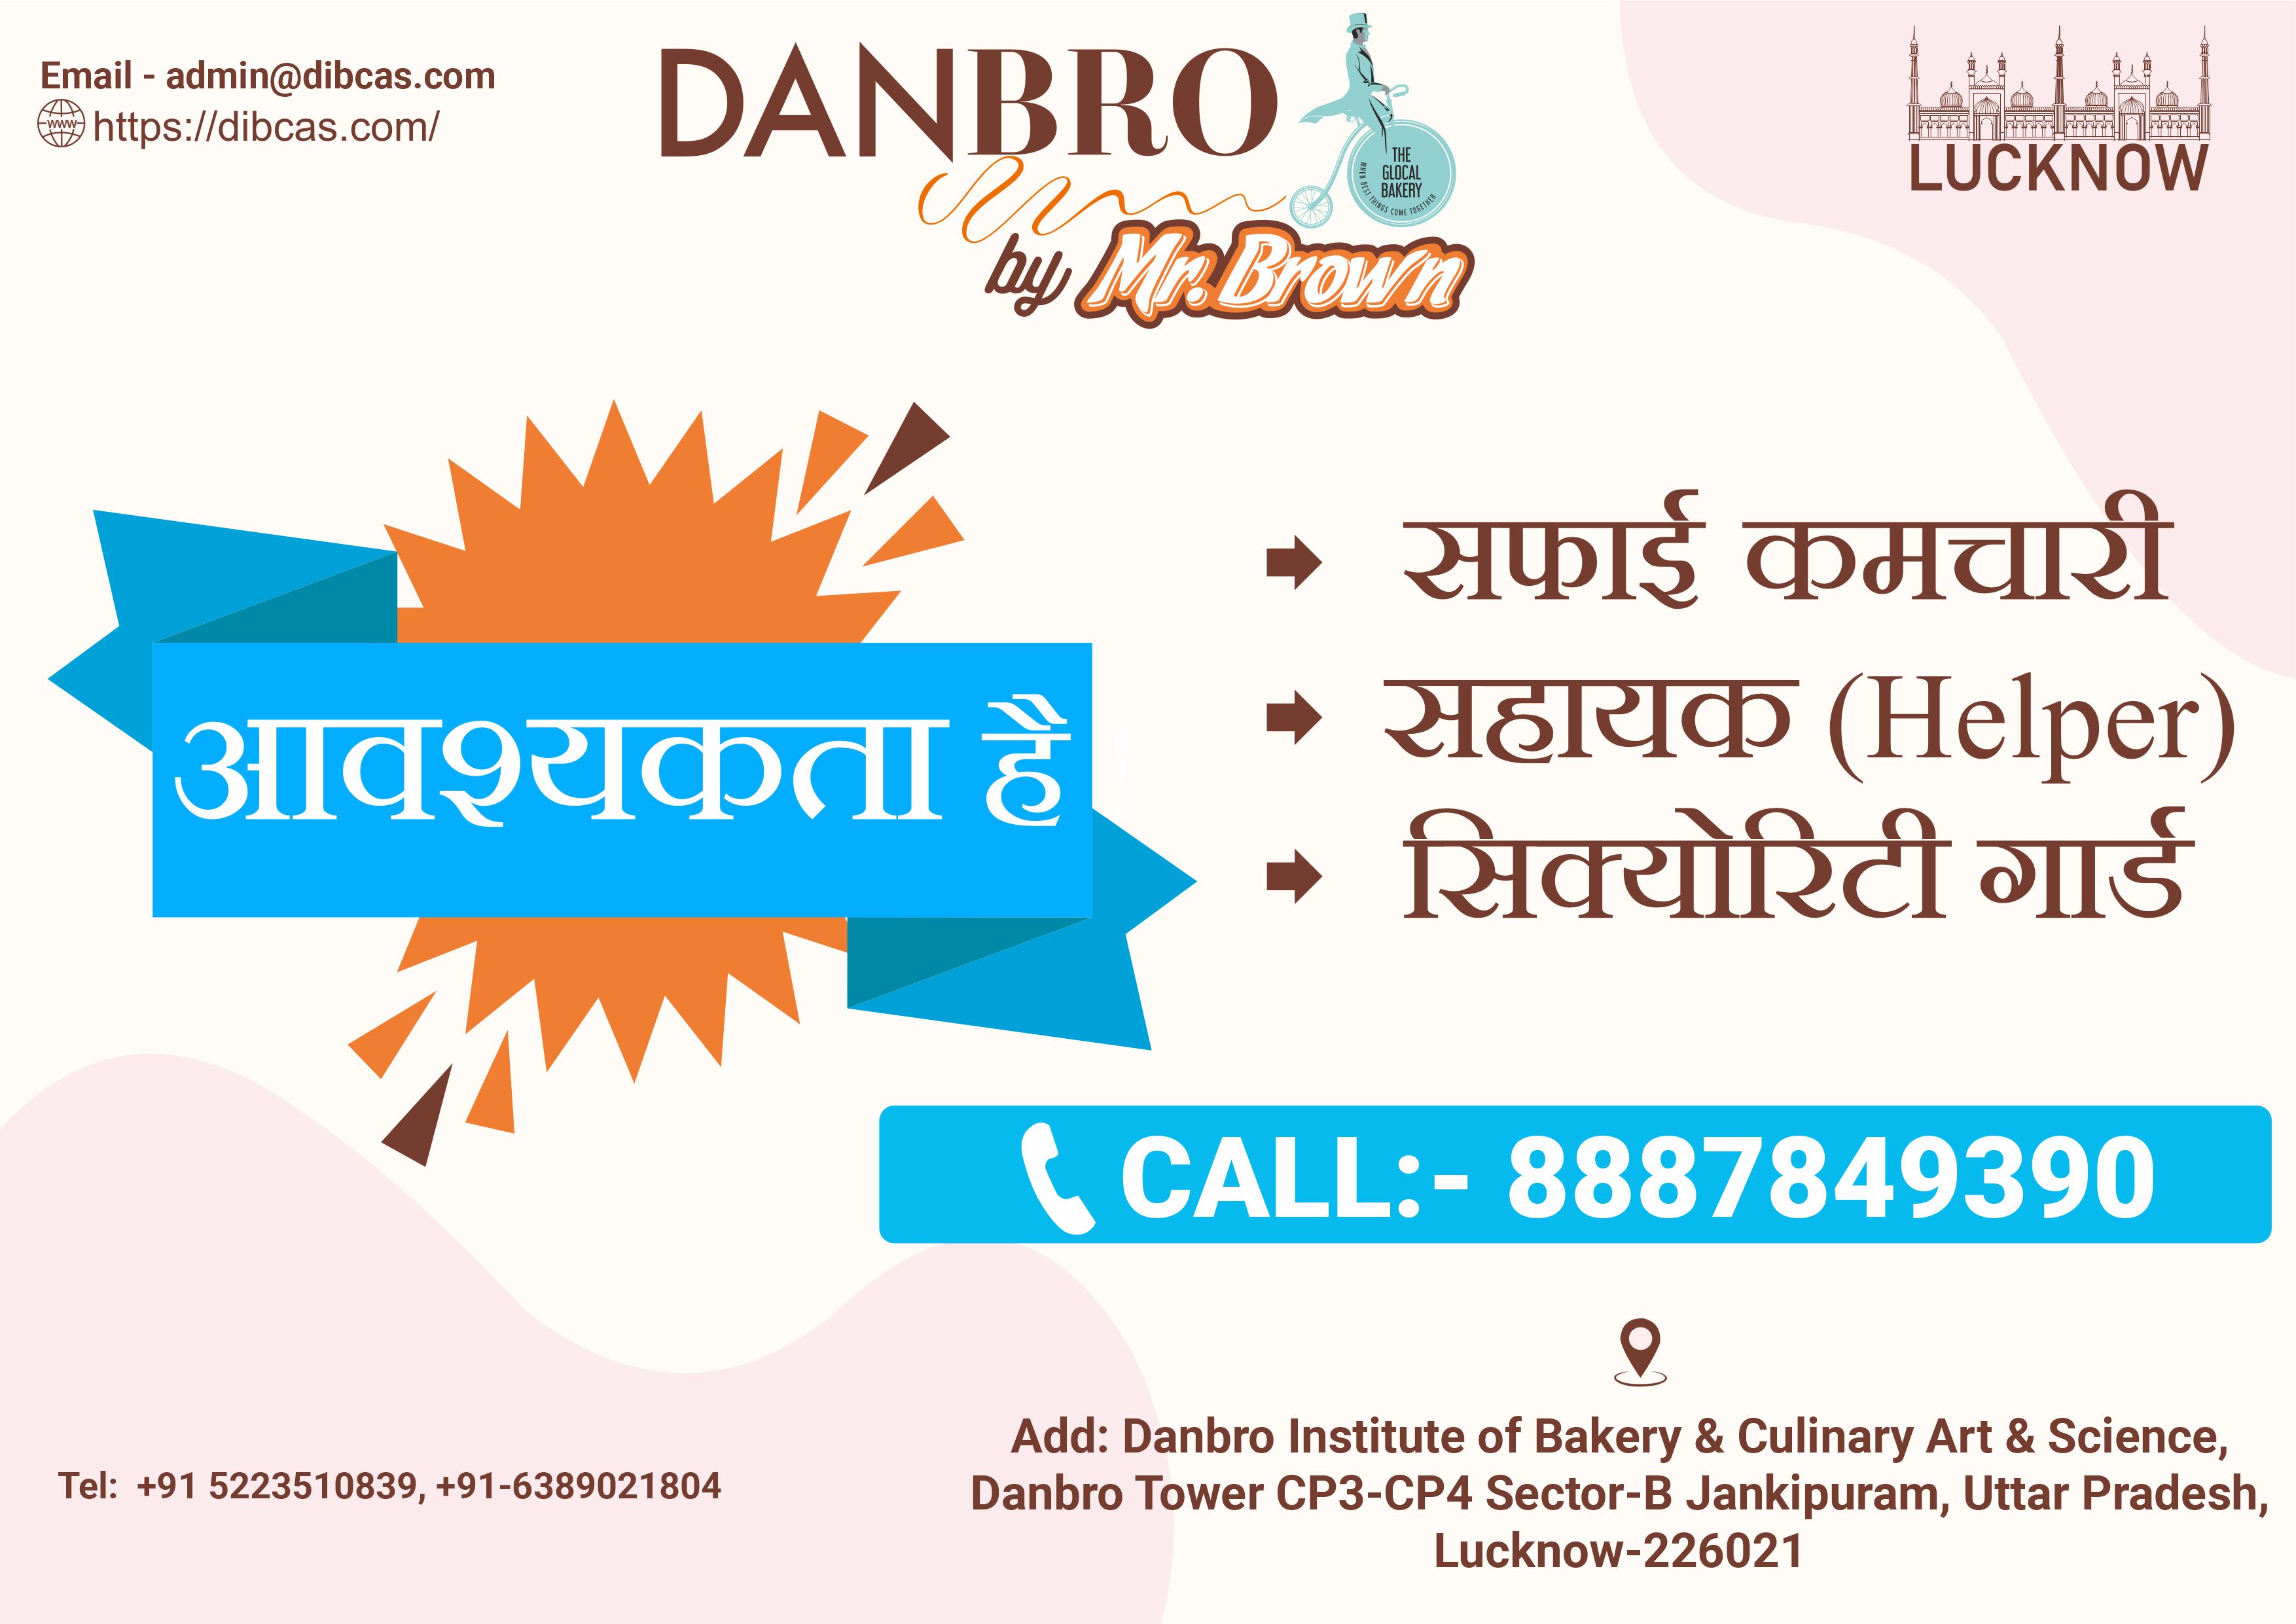 Email - admin@dibcas.com
https://dibcas.com/
www
DANBRO
THE
GLOCAL
BAKERY
WHEN BEST THINGS COME TOGETHER
by Mr. Brown
LUCKNOW
आवश्यकता है !
सफाई कमचारी
सहायक (Helper)
सिक्योरिटी गार्ड
CALL:- 8887849390
Tel: +91 5223510839, +91-6389021804
Add: Danbro Institute of Bakery & Culinary Art & Science,
Danbro Tower CP3-CP4 Sector-B Jankipuram, Uttar Pradesh,
Lucknow-226021